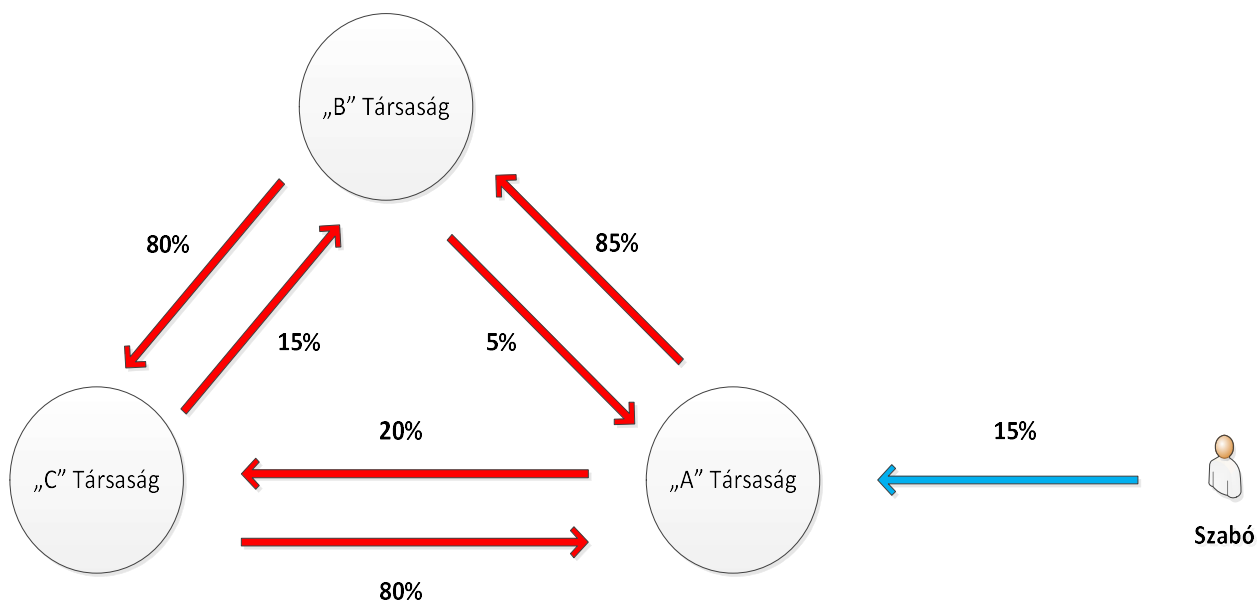 „B” Társaság
80%
85%
15%
5%
20%
15%
„C” Társaság
„A” Társaság
Szabó
80%